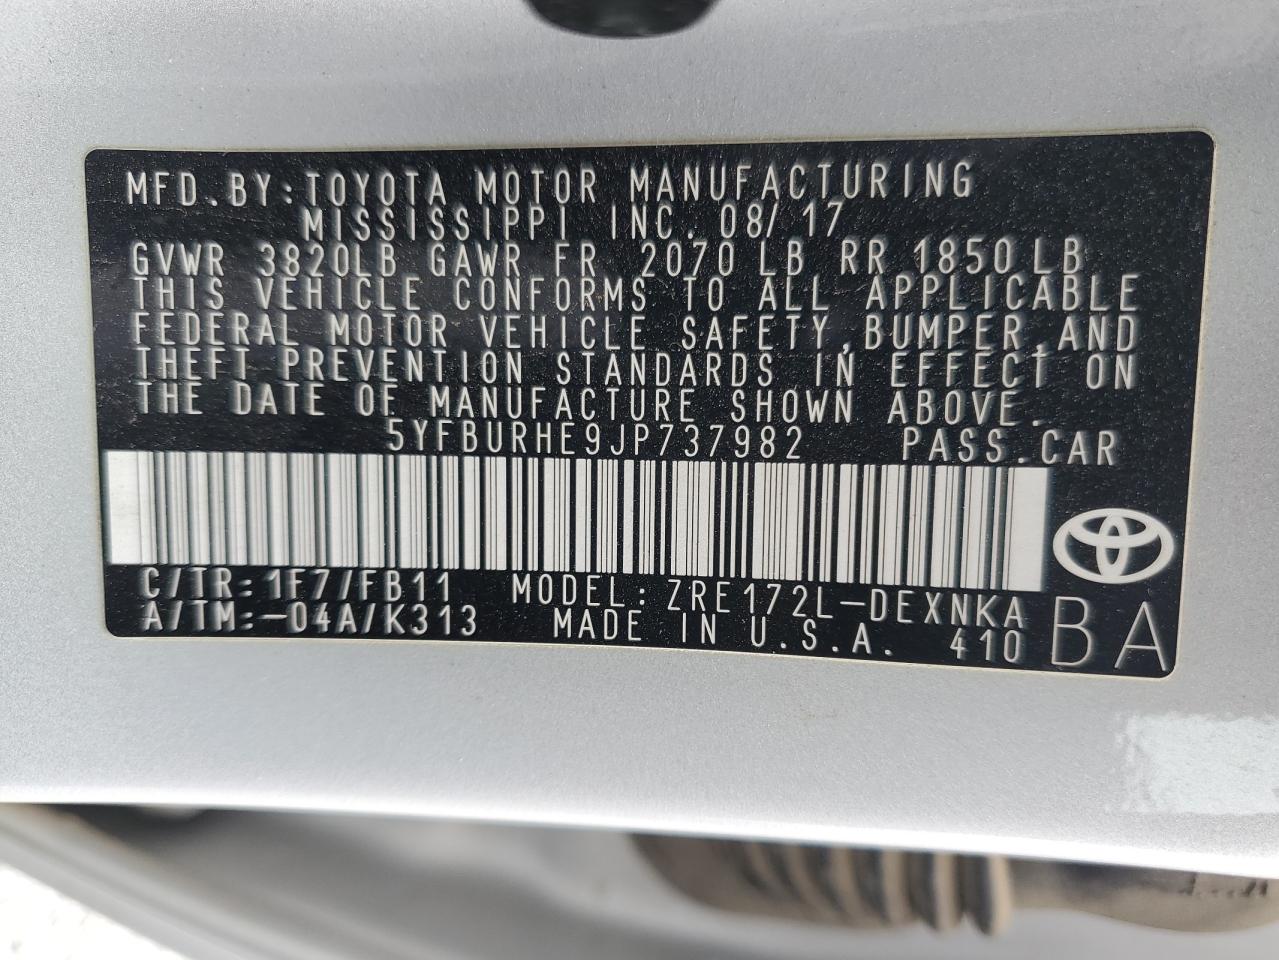 MFD.BY:TOYOTA MOTOR MANUFACTURING
MISSISSIPPI INC. 08/17
GVWR 3820LB GAWR FR 2070 LB RR 1850 LB
THIS VEHICLE CONFORMS TO ALL APPLICABLE
FEDERAL MOTOR VEHICLE SAFETY,BUMPER,AND
THEFT PREVENTION STANDARDS IN EFFECT ON
THE DATE OF MANUFACTURE SHOWN ABOVE.
5YFBURHE9JP737982 PASS.CAR
C/TR:1F7/FB11 MODEL:ZRE172L-DEXNKA
A/TM:-04A/K313 MADE IN U.S.A. 410 BA